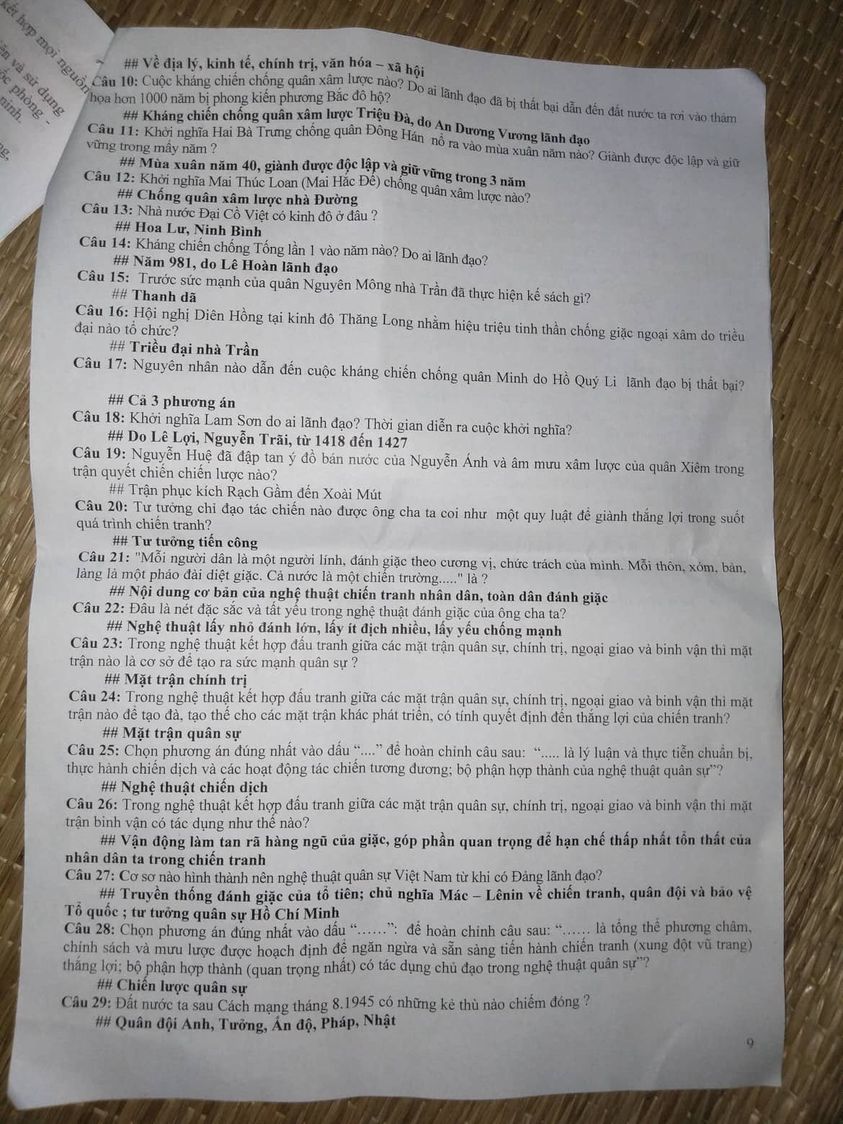 kết hợp mọi nguồn
ên và sử dụng
ốc phòng -
ninh.
## Về địa lý, kinh tế, chính trị, văn hóa – xã hội
Câu 10: Cuộc kháng chiến chống quân xâm lược nào? Do ai lãnh đạo đã bị thất bại dẫn đến đất nước ta rơi vào thảm
họa hơn 1000 năm bị phong kiến phương Bắc đô hộ?
## Kháng chiến chống quân xâm lược Triệu Đà, do An Dương Vương lãnh đạo
Câu 11: Khởi nghĩa Hai Bà Trưng chống quân Đông Hán nổ ra vào mùa xuân năm nào? Giành được độc lập và giữ
vững trong mấy năm ?
## Mùa xuân năm 40, giành được độc lập và giữ vững trong 3 năm
Câu 12: Khởi nghĩa Mai Thúc Loan (Mai Hắc Đế) chống quân xâm lược nào?
## Chống quân xâm lược nhà Đường
Câu 13: Nhà nước Đại Cồ Việt có kinh đô ở đâu ?
## Hoa Lư, Ninh Bình
Câu 14: Kháng chiến chống Tống lần 1 vào năm nào? Do ai lãnh đạo?
## Năm 981, do Lê Hoàn lãnh đạo
Câu 15: Trước sức mạnh của quân Nguyên Mông nhà Trần đã thực hiện kế sách gì?
## Thanh dã
Câu 16: Hội nghị Diên Hồng tại kinh đô Thăng Long nhằm hiệu triệu tinh thần chống giặc ngoại xâm do triều
đại nào tổ chức?
## Triều đại nhà Trần
Câu 17: Nguyên nhân nào dẫn đến cuộc kháng chiến chống quân Minh do Hồ Quý Li lãnh đạo bị thất bại?
## Cả 3 phương án
Câu 18: Khởi nghĩa Lam Sơn do ai lãnh đạo? Thời gian diễn ra cuộc khởi nghĩa?
## Do Lê Lợi, Nguyễn Trãi, từ 1418 đến 1427
Câu 19: Nguyễn Huệ đã đập tan ý đồ bán nước của Nguyễn Ánh và âm mưu xâm lược của quân Xiêm trong
trận quyết chiến chiến lược nào?
## Trận phục kích Rạch Gầm đến Xoài Mút
Câu 20: Tư tưởng chỉ đạo tác chiến nào được ông cha ta coi như một quy luật để giành thắng lợi trong suốt
quá trình chiến tranh?
## Tư tưởng tiến công
Câu 21: "Mỗi người dân là một người lính, đánh giặc theo cương vị, chức trách của mình. Mỗi thôn, xóm, bản,
làng là một pháo đài diệt giặc. Cả nước là một chiến trường....." là ?
## Nội dung cơ bản của nghệ thuật chiến tranh nhân dân, toàn dân đánh giặc
Câu 22: Đâu là nét đặc sắc và tất yếu trong nghệ thuật đánh giặc của ông cha ta?
## Nghệ thuật lấy nhỏ đánh lớn, lấy ít địch nhiều, lấy yếu chống mạnh
Câu 23: Trong nghệ thuật kết hợp đấu tranh giữa các mặt trận quân sự, chính trị, ngoại giao và binh vận thì mặt
trận nào là cơ sở để tạo ra sức mạnh quân sự ?
## Mặt trận chính trị
Câu 24: Trong nghệ thuật kết hợp đấu tranh giữa các mặt trận quân sự, chính trị, ngoại giao và binh vận thì mặt
trận nào để tạo đà, tạo thế cho các mặt trận khác phát triển, có tính quyết định đến thắng lợi của chiến tranh?
## Mặt trận quân sự
Câu 25: Chọn phương án đúng nhất vào dấu “....” để hoàn chỉnh câu sau: “..... là lý luận và thực tiễn chuẩn bị,
thực hành chiến dịch và các hoạt động tác chiến tương đương; bộ phận hợp thành của nghệ thuật quân sự”?
## Nghệ thuật chiến dịch
Câu 26: Trong nghệ thuật kết hợp đấu tranh giữa các mặt trận quân sự, chính trị, ngoại giao và binh vận thì mặt
trận binh vận có tác dụng như thế nào?
## Vận động làm tan rã hàng ngũ của giặc, góp phần quan trọng để hạn chế thấp nhất tổn thất của
nhân dân ta trong chiến tranh
Câu 27: Cơ sơ nào hình thành nên nghệ thuật quân sự Việt Nam từ khi có Đảng lãnh đạo?
## Truyền thống đánh giặc của tổ tiên; chủ nghĩa Mác – Lênin về chiến tranh, quân đội và bảo vệ
Tổ quốc ; tư tưởng quân sự Hồ Chí Minh
Câu 28: Chọn phương án đúng nhất vào dấu “……”: để hoàn chỉnh câu sau: “…… là tổng thể phương châm,
chính sách và mưu lược được hoạch định để ngăn ngừa và sẵn sàng tiến hành chiến tranh (xung đột vũ trang)
thắng lợi; bộ phận hợp thành (quan trọng nhất) có tác dụng chủ đạo trong nghệ thuật quân sự”?
## Chiến lược quân sự
Câu 29: Đất nước ta sau Cách mạng tháng 8.1945 có những kẻ thù nào chiếm đóng ?
## Quân đội Anh, Tưởng, Ấn độ, Pháp, Nhật
9